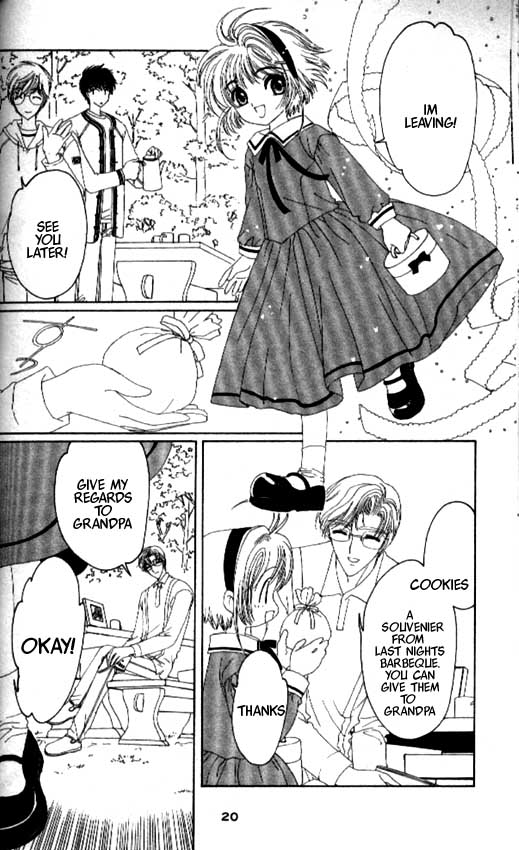 IM
LEAVING!
SEE
YOU
LATER!
COOKIES
A
SOUVENIER
FROM
LAST NIGHTS
BARBEQUE.
YOU CAN
GIVE THEM
TO
GRANDPA
THANKS
GIVE MY
REGARDS
TO
GRANDPA
OKAY!
20